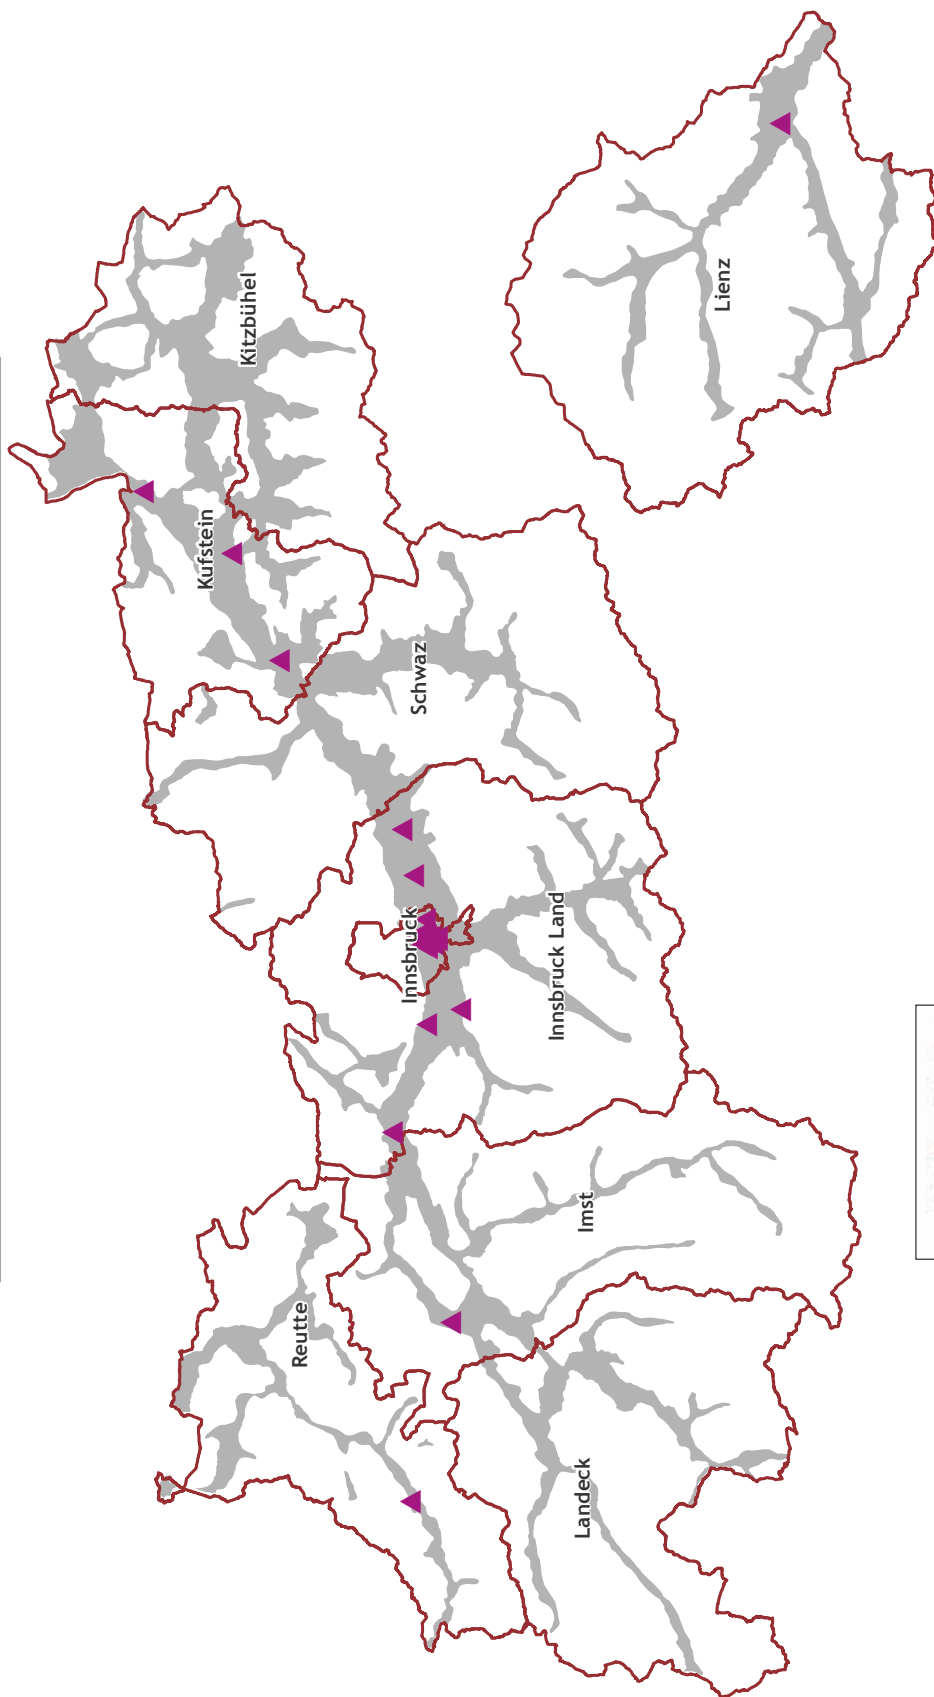 Reutte
Landeck
Imst
Innsbruck
Innsbruck Land
Schwaz
Kufstein
Kitzbühel
Lienz